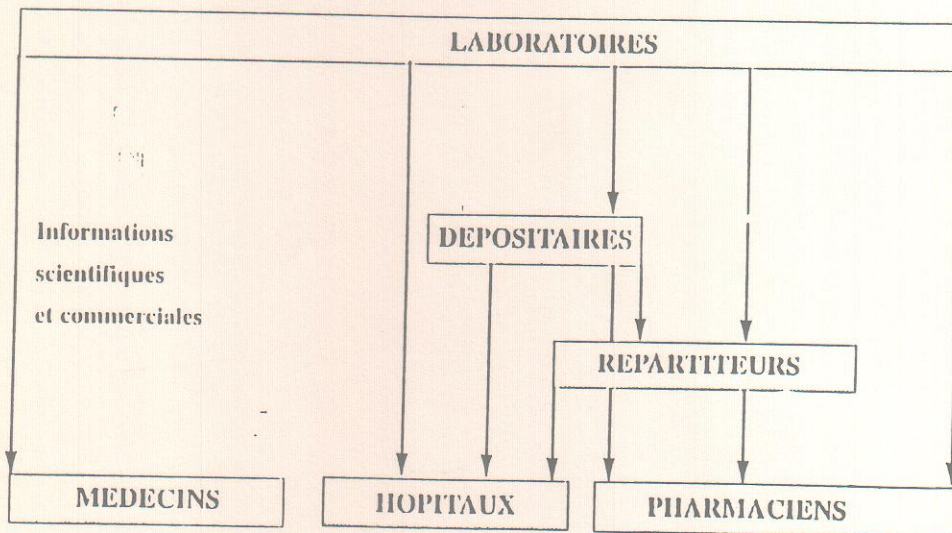 LABORATOIRES
Informations
scientifiques
et commerciales
DEPOSITAIRES
REPARTITEURS
MEDECINS
HOPITAUX
PHARMACIENS